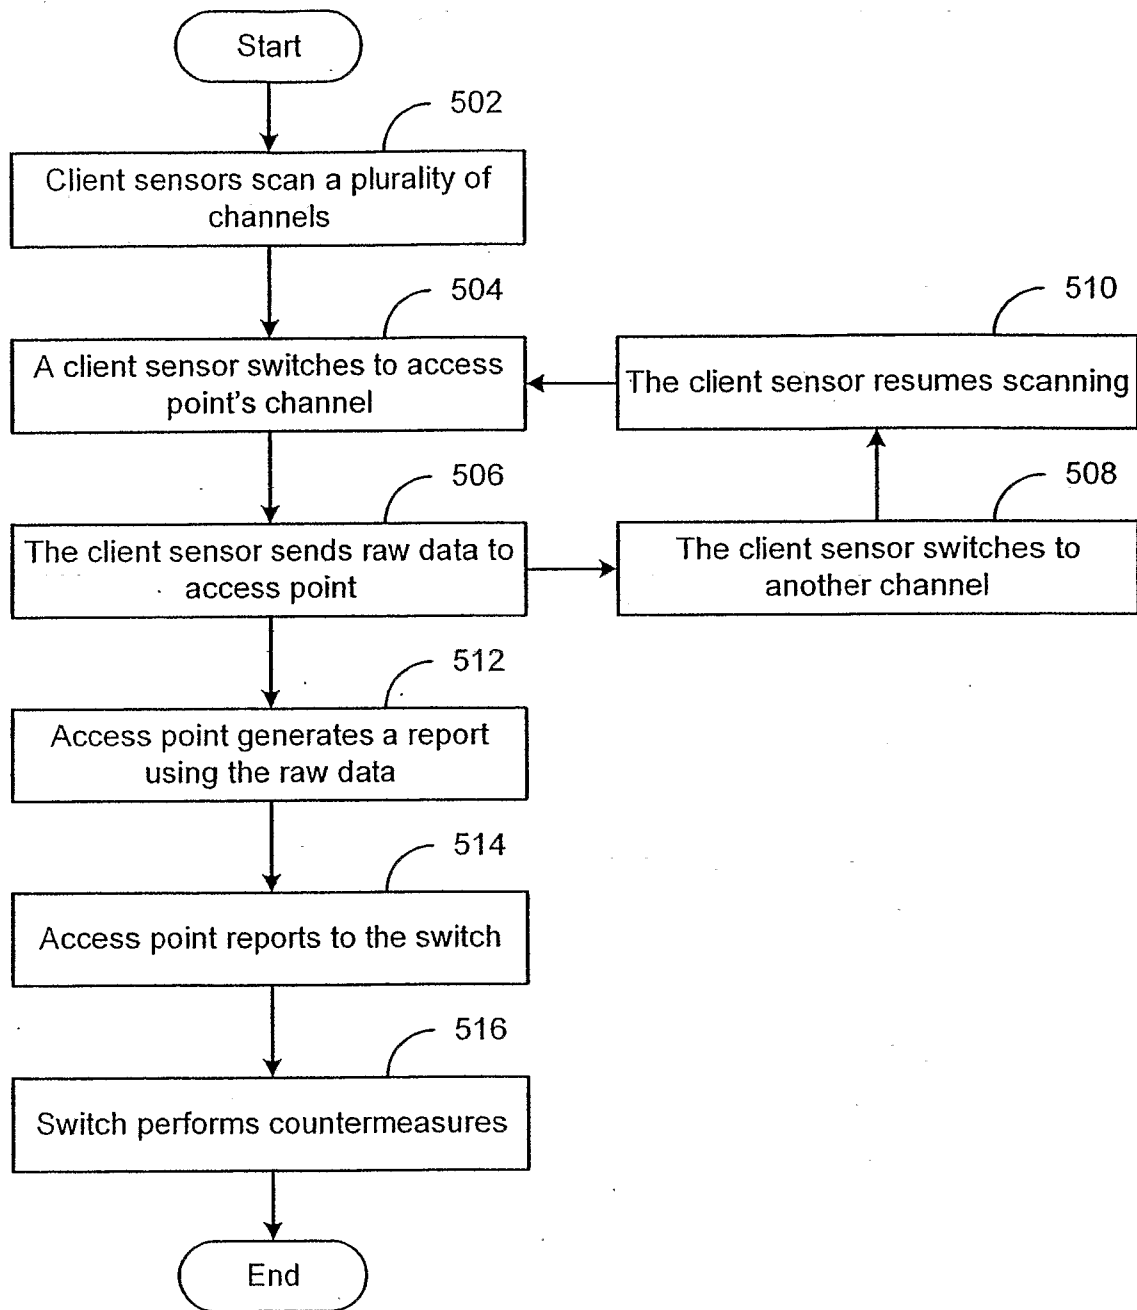 Start
502
Client sensors scan a plurality of
channels
504
A client sensor switches to access
point's channel
510
The client sensor resumes scanning
506
The client sensor sends raw data to
access point
508
The client sensor switches to
another channel
512
Access point generates a report
using the raw data
514
Access point reports to the switch
516
Switch performs countermeasures
End